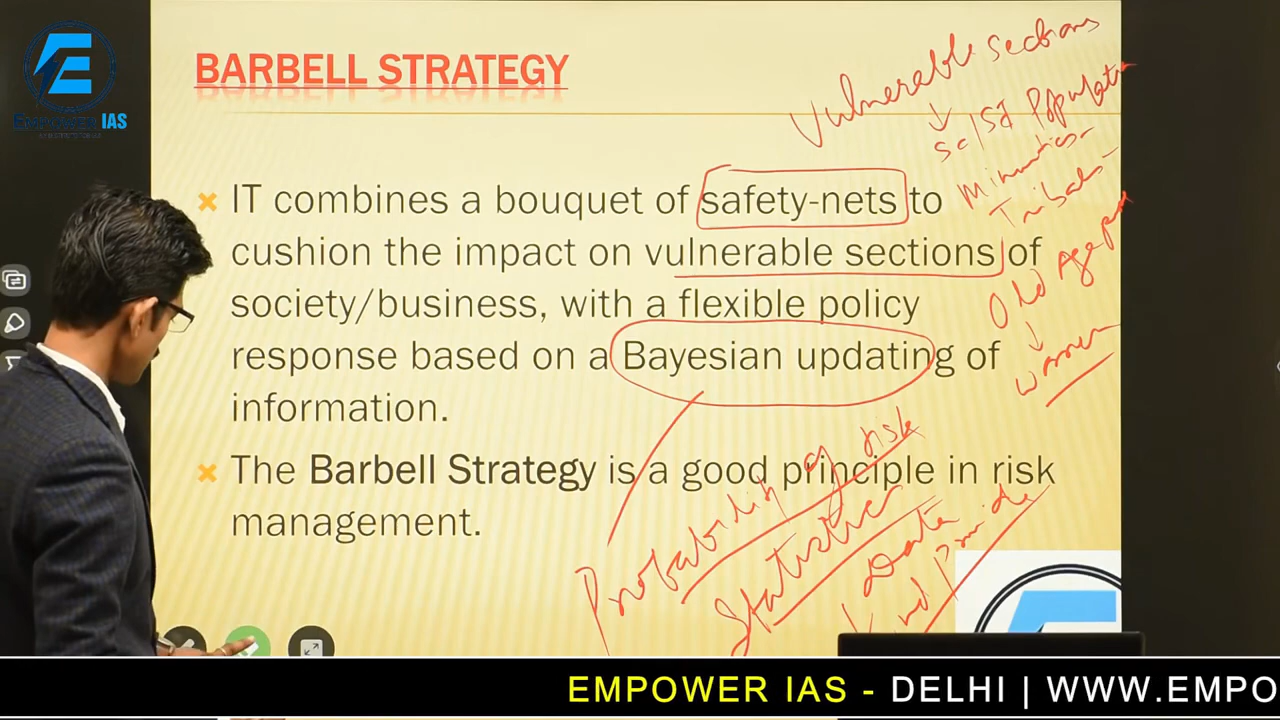 BARBELL STRATEGY
EMPOWER IAS
IT combines a bouquet of safety-nets to
cushion the impact on vulnerable sections of
society/business, with a flexible policy
response based on a Bayesian updating of
information.
The Barbell Strategy is a good principle in risk
management.
Vulnerable sections
Sc/ST Population
Minorities
Tribals
Old Age
women
Probability of risk
Statistics
Data
EMPOWER IAS - DELHI | WWW.EMPO